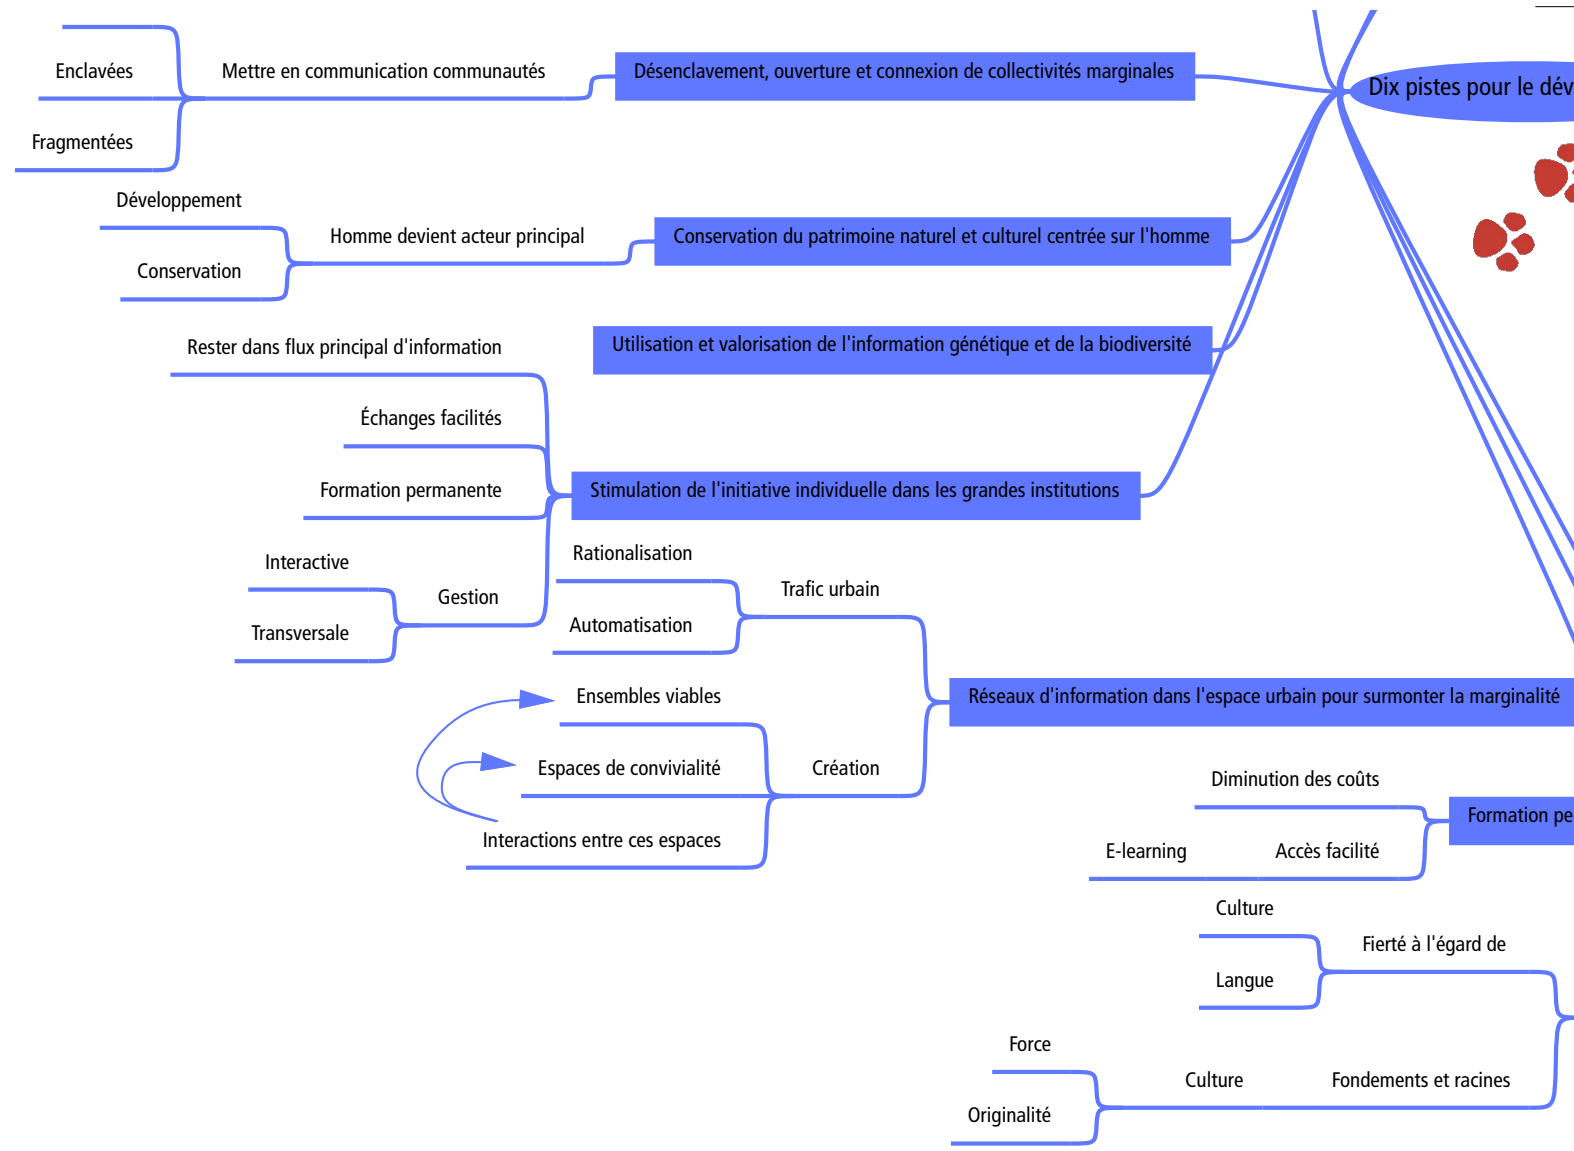 Enclavées
Mettre en communication communautés
Désenclavement, ouverture et connexion de collectivités marginales
Dix pistes pour le dév
Fragmentées
Développement
Homme devient acteur principal
Conservation du patrimoine naturel et culturel centrée sur l'homme
Conservation
Rester dans flux principal d'information
Utilisation et valorisation de l'information génétique et de la biodiversité
Échanges facilités
Formation permanente
Stimulation de l'initiative individuelle dans les grandes institutions
Interactive
Gestion
Transversale
Rationalisation
Trafic urbain
Automatisation
Ensembles viables
Réseaux d'information dans l'espace urbain pour surmonter la marginalité
Espaces de convivialité
Création
Interactions entre ces espaces
Diminution des coûts
Formation pe
E-learning
Accès facilité
Culture
Fierté à l'égard de
Langue
Force
Culture
Fondements et racines
Originalité